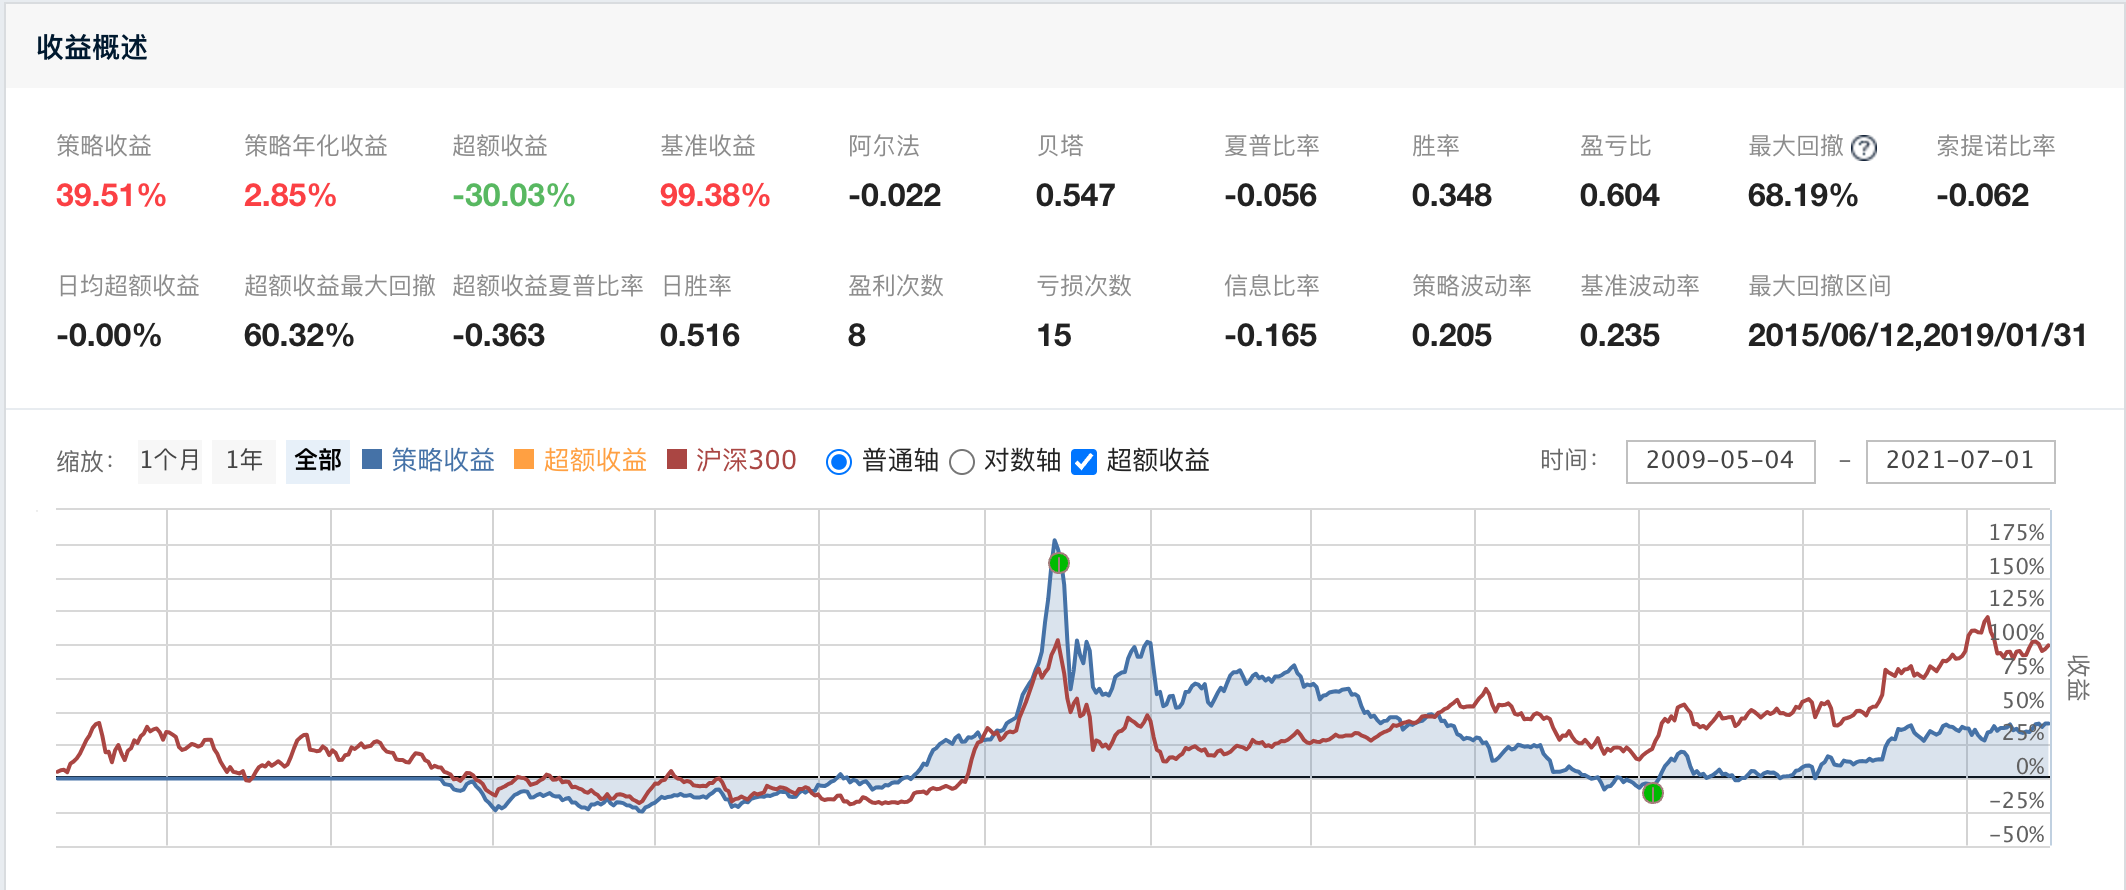 收益概述
策略收益 策略年化收益 超额收益 基准收益 阿尔法 贝塔 夏普比率 胜率 盈亏比 最大回撤 ? 索提诺比率
39.51% 2.85% -30.03% 99.38% -0.022 0.547 -0.056 0.348 0.604 68.19% -0.062
日均超额收益 超额收益最大回撤 超额收益夏普比率 日胜率 盈利次数 亏损次数 信息比率 策略波动率 基准波动率 最大回撤区间
-0.00% 60.32% -0.363 0.516 8 15 -0.165 0.205 0.235 2015/06/12,2019/01/31
缩放: 1个月 1年 全部 策略收益 超额收益 沪深300 普通轴 对数轴 超额收益 时间: 2009-05-04 - 2021-07-01
175%
150%
125%
100%
75%
50%
25%
0%
-25%
-50%
收益